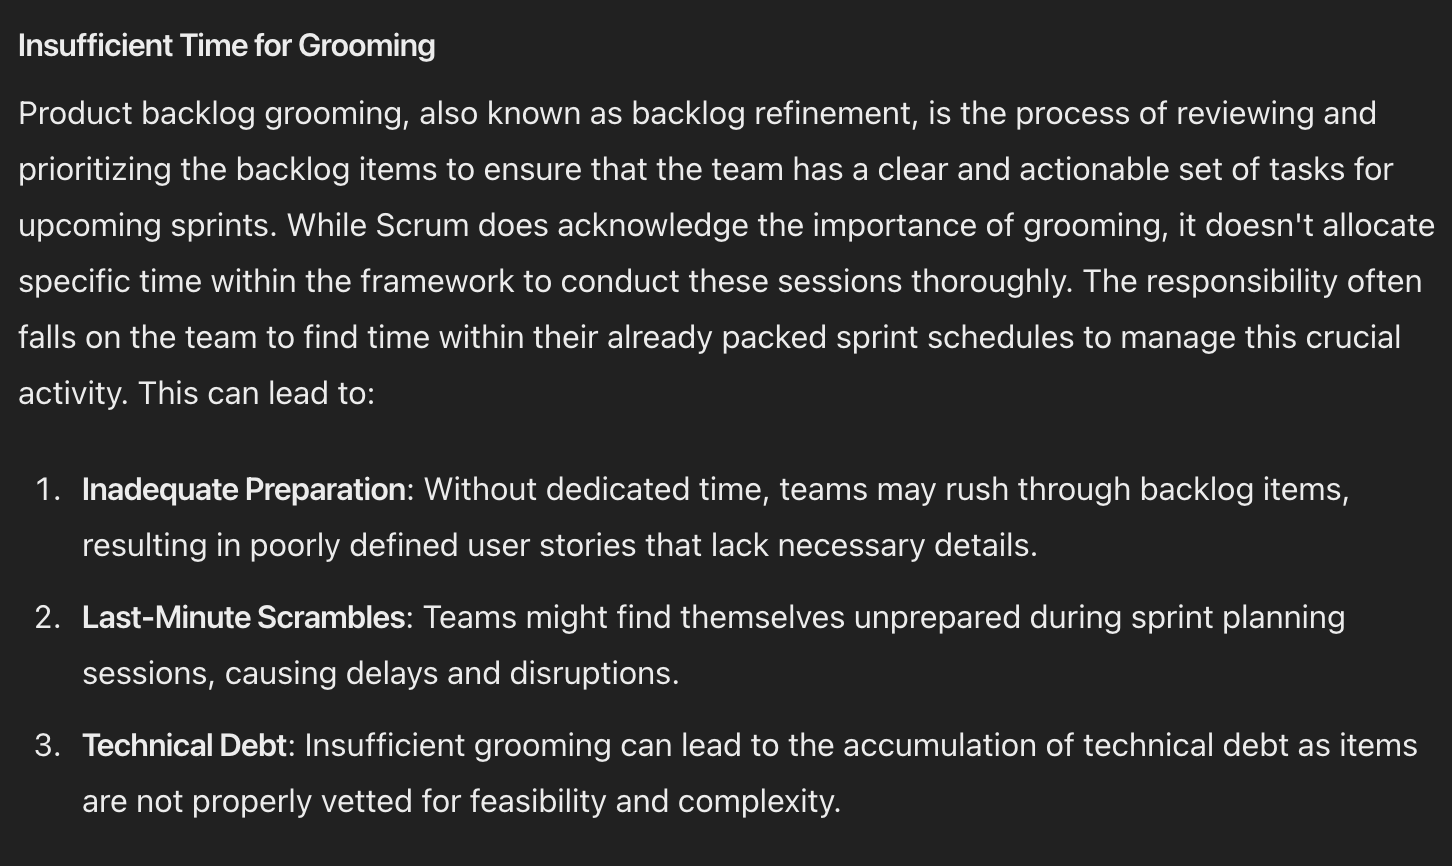 Insufficient Time for Grooming
Product backlog grooming, also known as backlog refinement, is the process of reviewing and
prioritizing the backlog items to ensure that the team has a clear and actionable set of tasks for
upcoming sprints. While Scrum does acknowledge the importance of grooming, it doesn't allocate
specific time within the framework to conduct these sessions thoroughly. The responsibility often
falls on the team to find time within their already packed sprint schedules to manage this crucial
activity. This can lead to:
1. Inadequate Preparation: Without dedicated time, teams may rush through backlog items,
resulting in poorly defined user stories that lack necessary details.
2. Last-Minute Scrambles: Teams might find themselves unprepared during sprint planning
sessions, causing delays and disruptions.
3. Technical Debt: Insufficient grooming can lead to the accumulation of technical debt as items
are not properly vetted for feasibility and complexity.